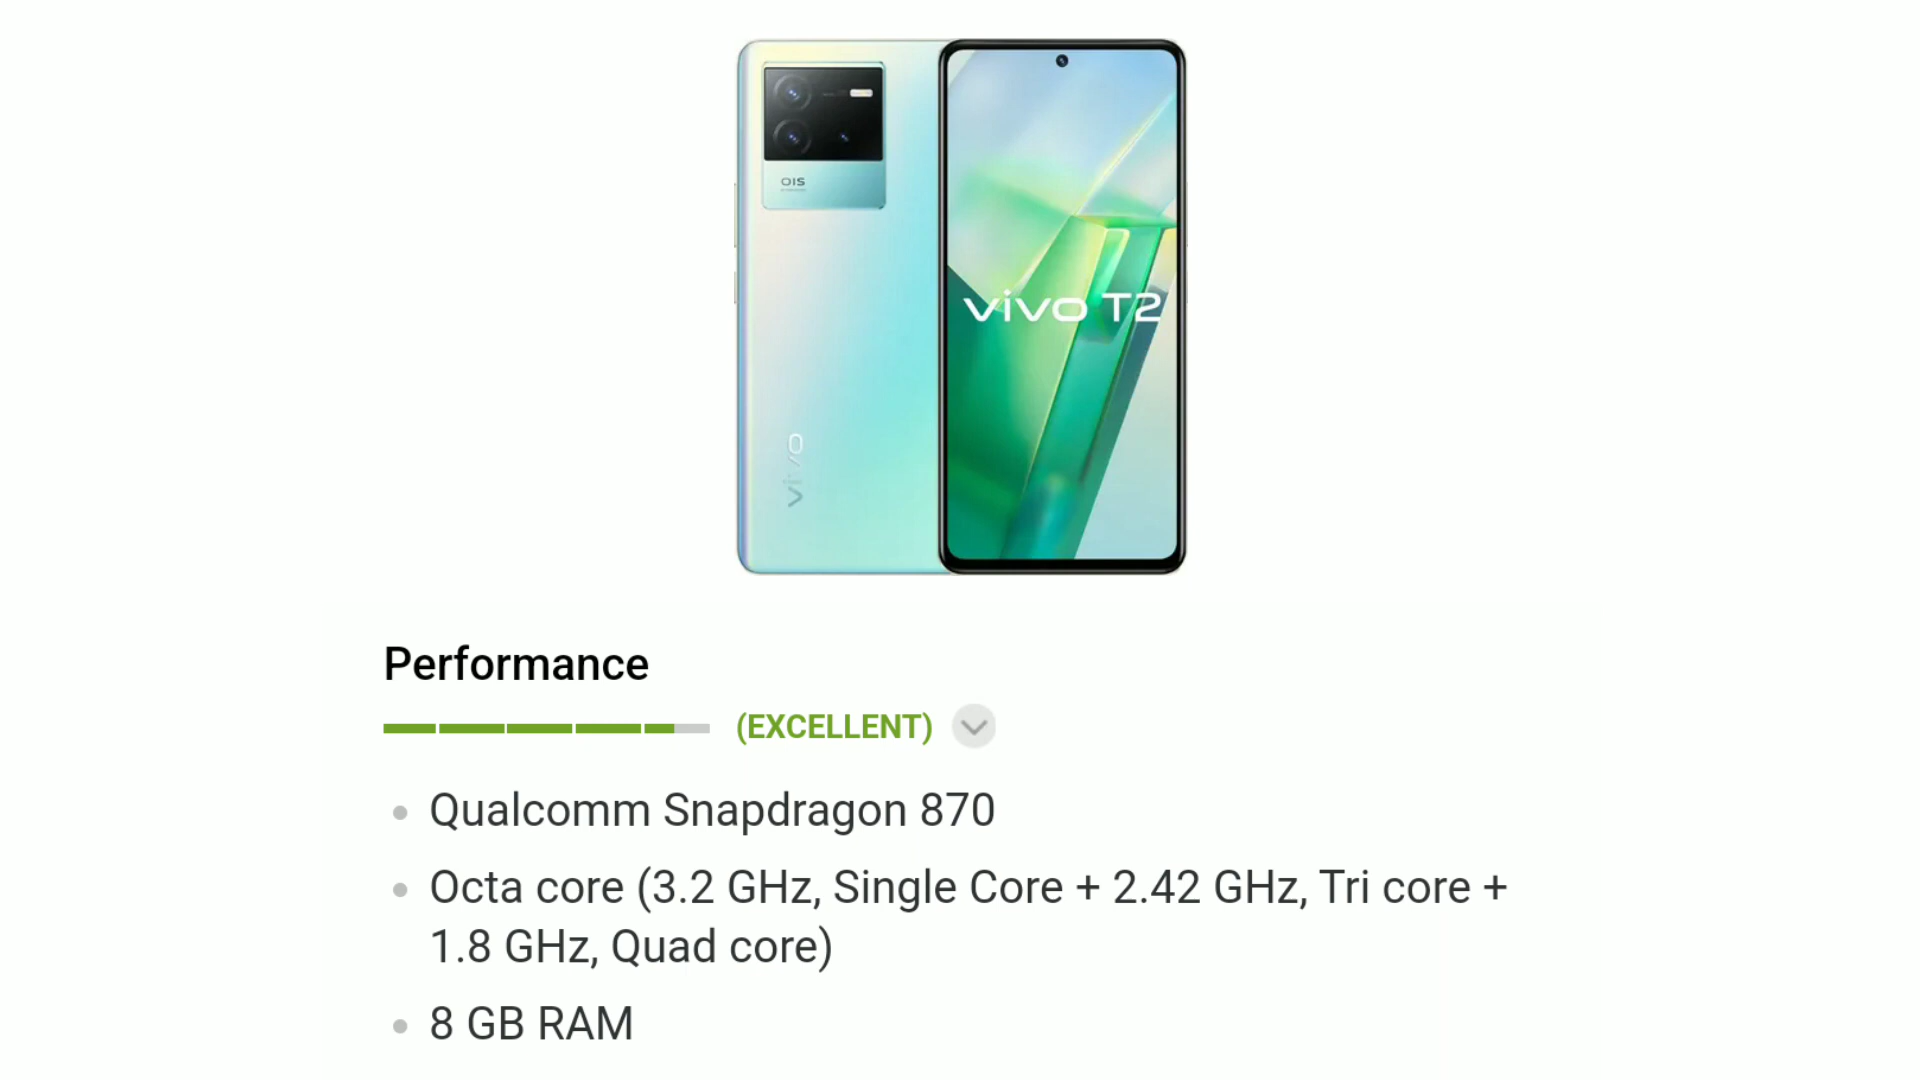 OIS
vivo T2
vivo
Performance
(EXCELLENT)
Qualcomm Snapdragon 870
Octa core (3.2 GHz, Single Core + 2.42 GHz, Tri core +
1.8 GHz, Quad core)
8 GB RAM